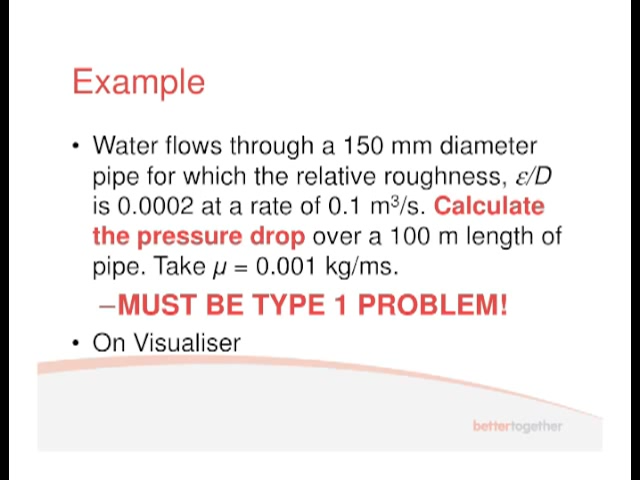 Example
• Water flows through a 150 mm diameter
pipe for which the relative roughness, ε/D
is 0.0002 at a rate of 0.1 m³/s. Calculate
the pressure drop over a 100 m length of
pipe. Take μ = 0.001 kg/ms.
–MUST BE TYPE 1 PROBLEM!
• On Visualiser
bettertogether